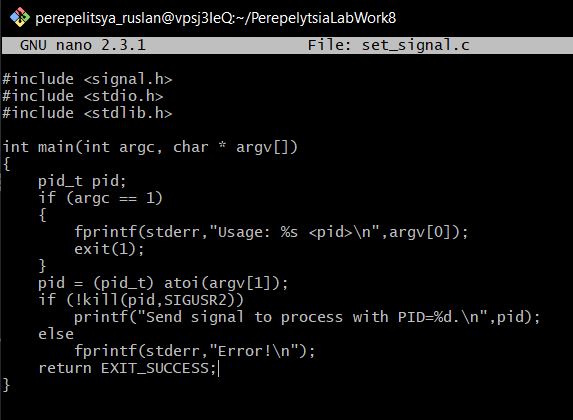 perepelitsya_ruslan@vpsj3IeQ:~/PerepelytsiaLabWork8
GNU nano 2.3.1 File: set_signal.c
#include <signal.h>
#include <stdio.h>
#include <stdlib.h>
int main(int argc, char * argv[])
{
    pid_t pid;
    if (argc == 1)
    {
        fprintf(stderr,"Usage: %s <pid>\n",argv[0]);
        exit(1);
    }
    pid = (pid_t) atoi(argv[1]);
    if (!kill(pid,SIGUSR2))
        printf("Send signal to process with PID=%d.\n",pid);
    else
        fprintf(stderr,"Error!\n");
    return EXIT_SUCCESS;
}